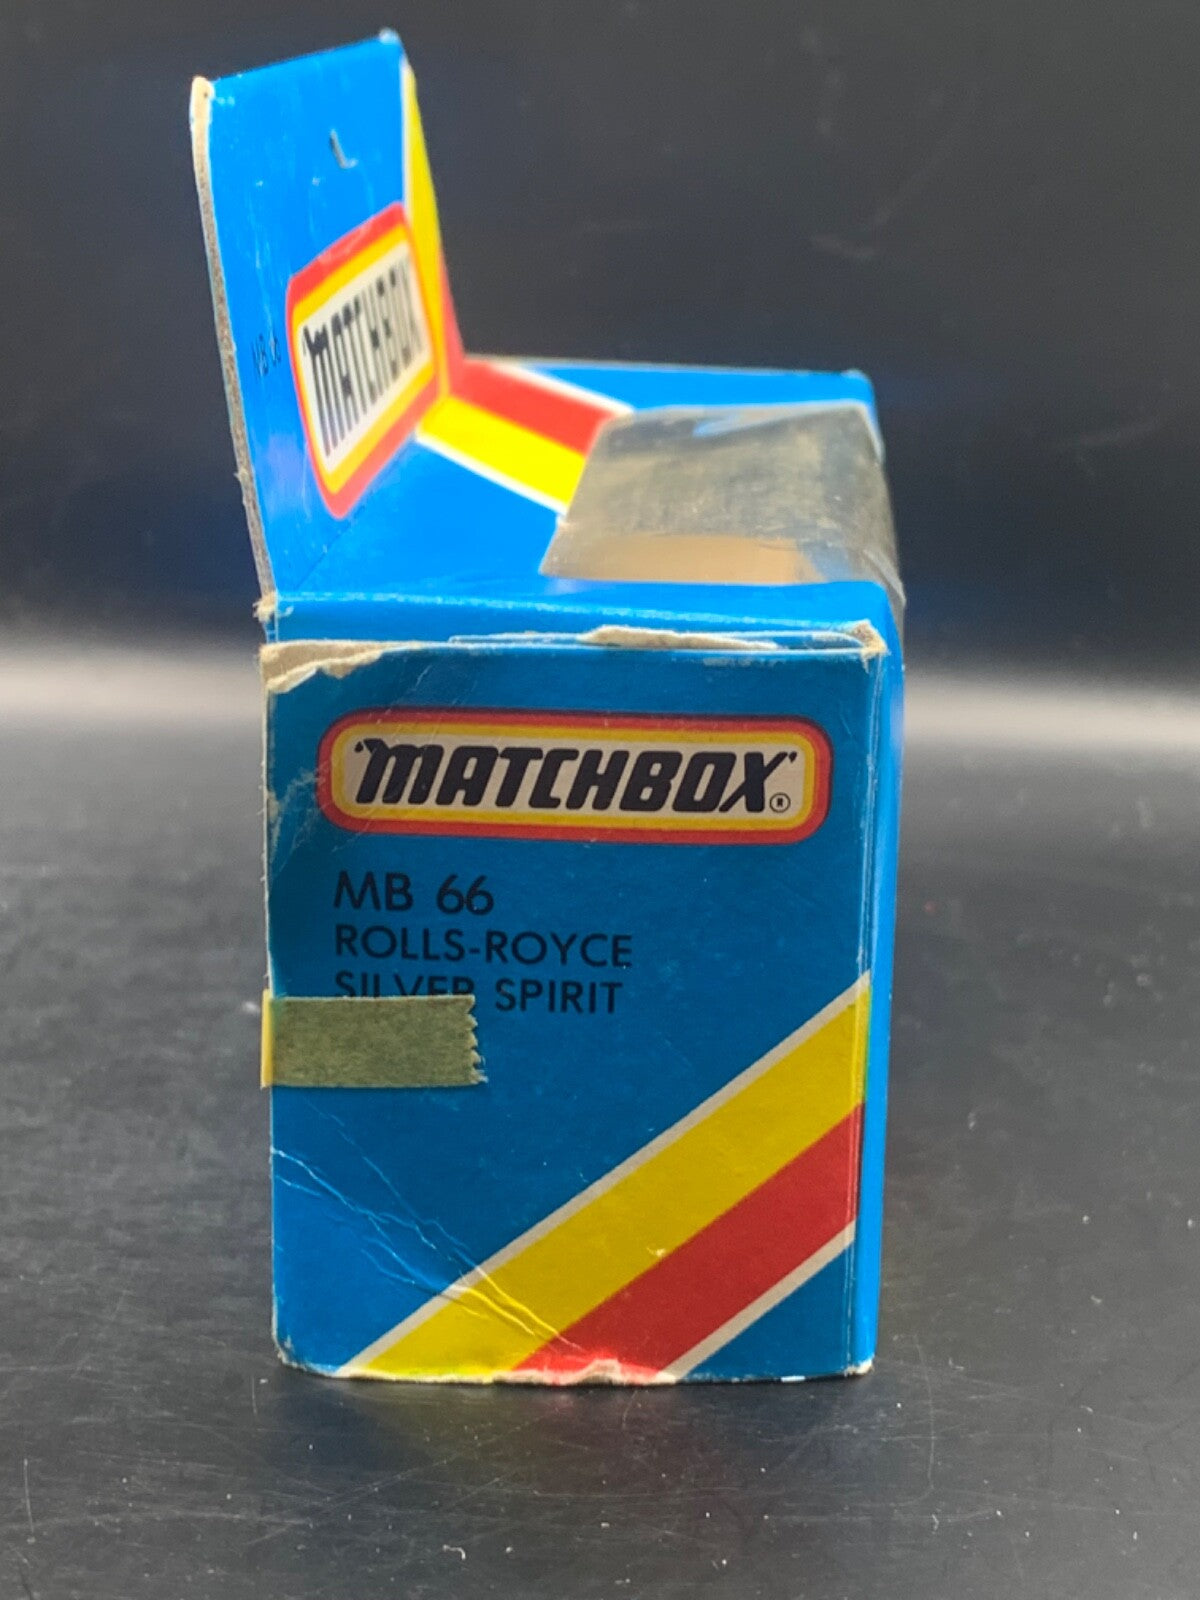 MATCHBOX
'MATCHBOX'®
MB 66
ROLLS-ROYCE
SILVER SPIRIT